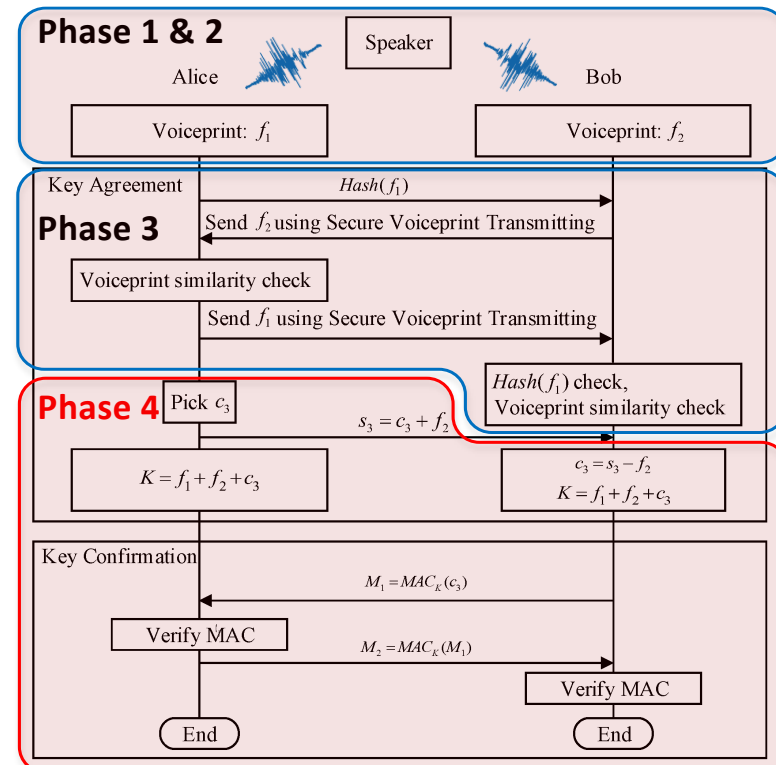 Phase 1 & 2
Speaker
Alice
Bob
Voiceprint: f₁
Voiceprint: f₂
Key Agreement
Hash(f₁)
Phase 3
Send f₂ using Secure Voiceprint Transmitting
Voiceprint similarity check
Send f₁ using Secure Voiceprint Transmitting
Hash(f₁) check,
Voiceprint similarity check
Phase 4
Pick c₃
s₃ = c₃ + f₂
K = f₁ + f₂ + c₃
c₃ = s₃ − f₂
K = f₁ + f₂ + c₃
Key Confirmation
M₁ = MAC_K(c₃)
Verify MAC
M₂ = MAC_K(M₁)
Verify MAC
End
End